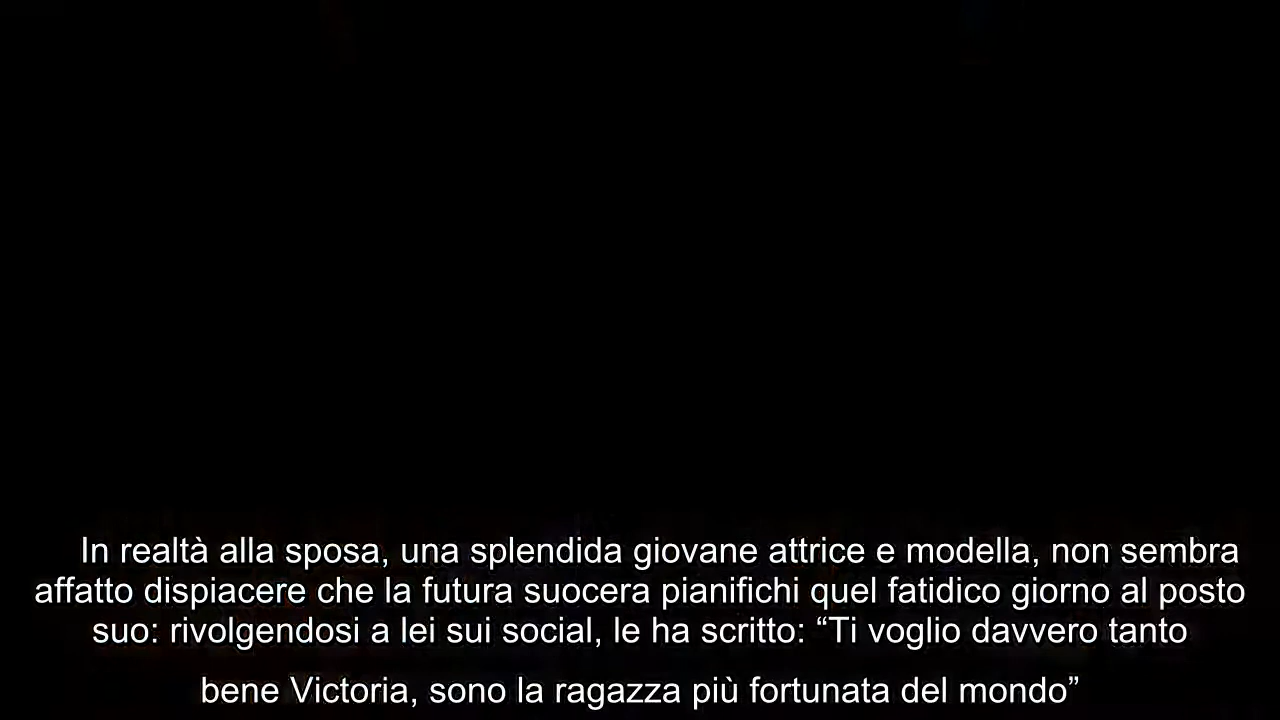 In realtà alla sposa, una splendida giovane attrice e modella, non sembra
affatto dispiacere che la futura suocera pianifichi quel fatidico giorno al posto
suo: rivolgendosi a lei sui social, le ha scritto: “Ti voglio davvero tanto
bene Victoria, sono la ragazza più fortunata del mondo”